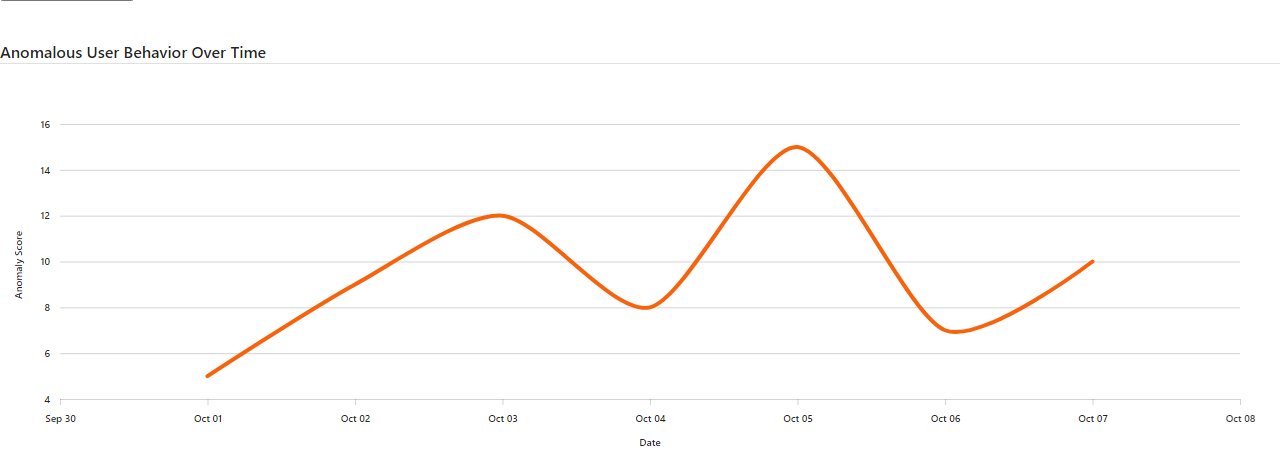 Anomalous User Behavior Over Time
16
14
12
10
8
6
4
Anomaly Score
Sep 30 Oct 01 Oct 02 Oct 03 Oct 04 Oct 05 Oct 06 Oct 07 Oct 08
Date